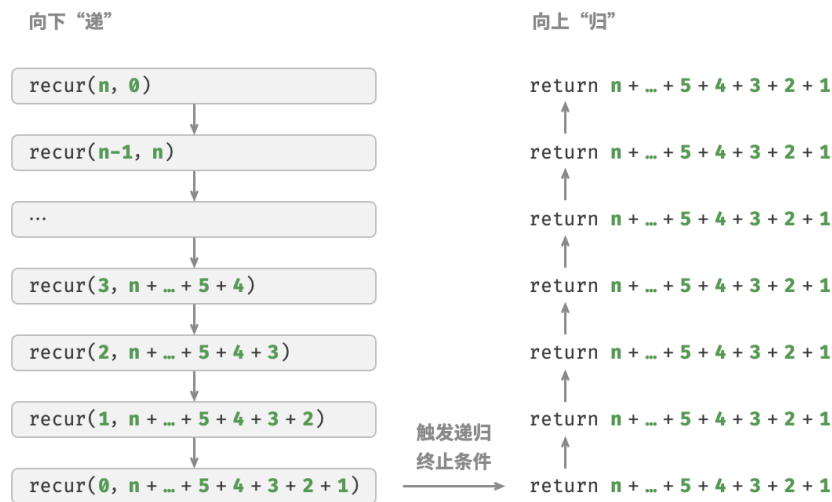 向下“递”
recur(n, 0)
recur(n-1, n)
…
recur(3, n + … + 5 + 4)
recur(2, n + … + 5 + 4 + 3)
recur(1, n + … + 5 + 4 + 3 + 2)
recur(0, n + … + 5 + 4 + 3 + 2 + 1)
触发递归
终止条件
向上“归”
return n + … + 5 + 4 + 3 + 2 + 1
return n + … + 5 + 4 + 3 + 2 + 1
return n + … + 5 + 4 + 3 + 2 + 1
return n + … + 5 + 4 + 3 + 2 + 1
return n + … + 5 + 4 + 3 + 2 + 1
return n + … + 5 + 4 + 3 + 2 + 1
return n + … + 5 + 4 + 3 + 2 + 1